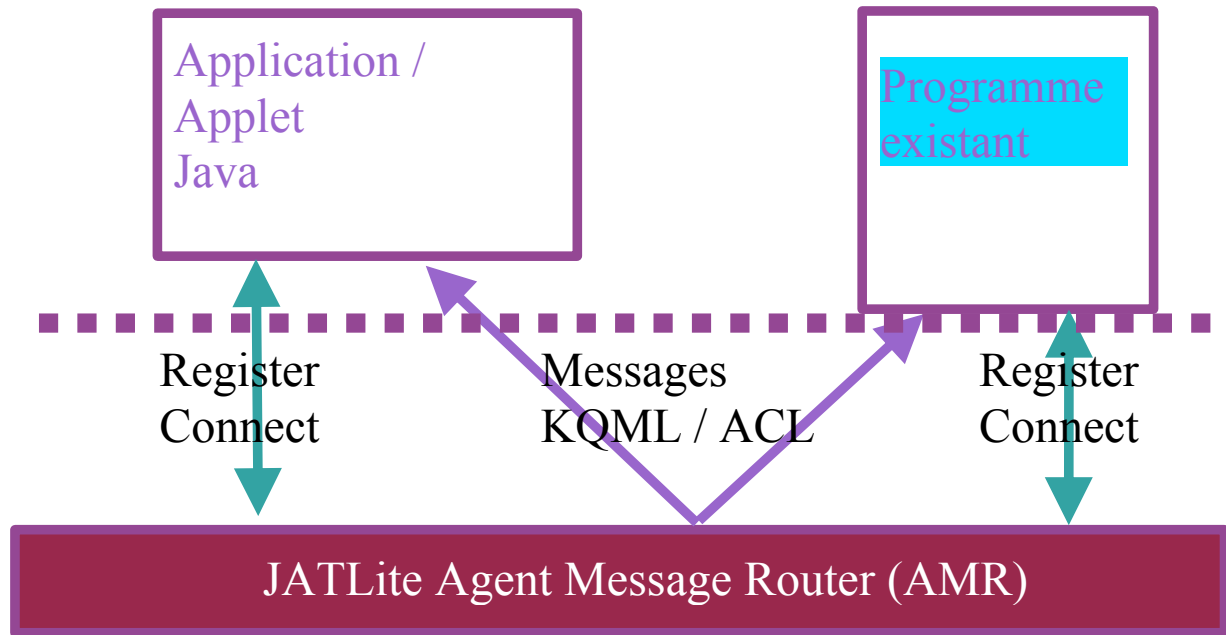 Application /
Applet
Java
Programme
existant
Register
Connect
Messages
KQML / ACL
Register
Connect
JATLite Agent Message Router (AMR)